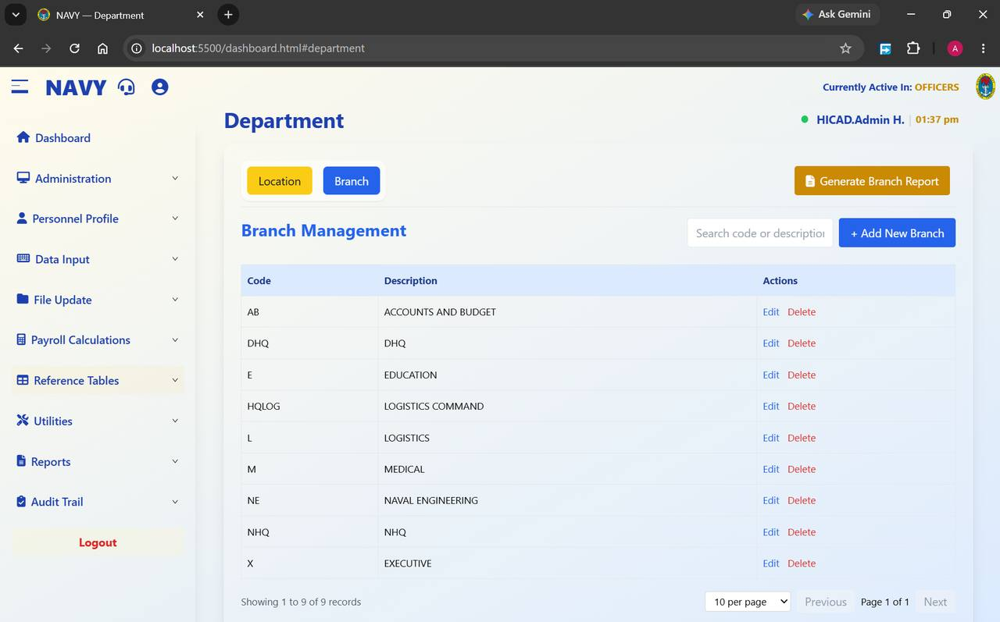 NAVY — Department
Ask Gemini
localhost:5500/dashboard.html#department
A
NAVY
Currently Active In: OFFICERS
Department
HICAD.Admin H. | 01:37 pm
Dashboard
Administration
Personnel Profile
Data Input
File Update
Payroll Calculations
Reference Tables
Utilities
Reports
Audit Trail
Logout
Location
Branch
Generate Branch Report
Branch Management
Search code or description
+ Add New Branch
Code Description Actions
AB ACCOUNTS AND BUDGET Edit Delete
DHQ DHQ Edit Delete
E EDUCATION Edit Delete
HQLOG LOGISTICS COMMAND Edit Delete
L LOGISTICS Edit Delete
M MEDICAL Edit Delete
NE NAVAL ENGINEERING Edit Delete
NHQ NHQ Edit Delete
X EXECUTIVE Edit Delete
Showing 1 to 9 of 9 records
10 per page
Previous
Page 1 of 1
Next